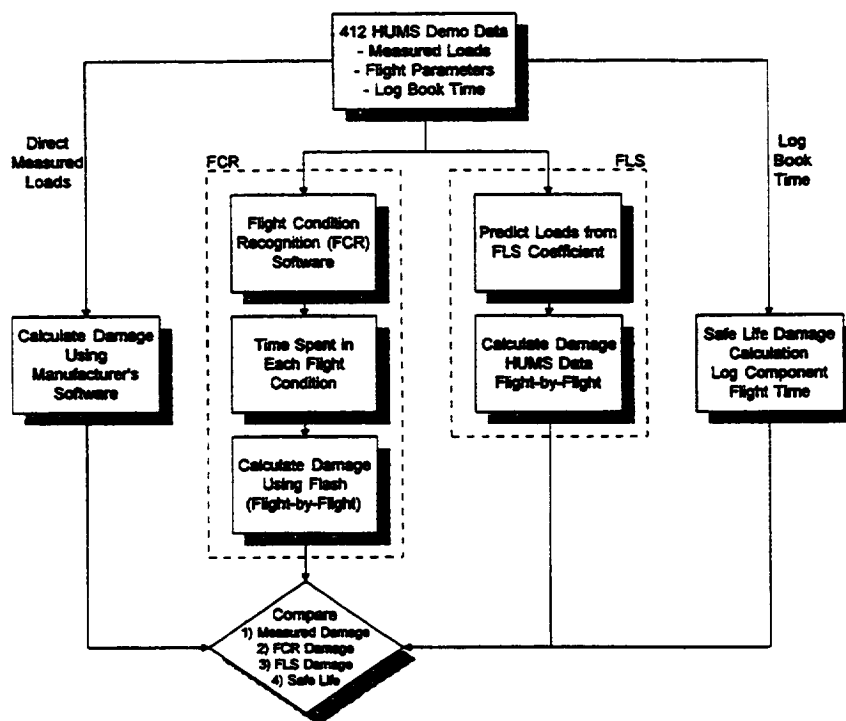 412 HUMS Demo Data
- Measured Loads
- Flight Parameters
- Log Book Time
Direct
Measured
Loads
FCR
FLS
Log
Book
Time
Flight Condition
Recognition (FCR)
Software
Predict Loads from
FLS Coefficient
Calculate Damage
Using
Manufacturer's
Software
Time Spent in
Each Flight
Condition
Calculate Damage
HUMS Data
Flight-by-Flight
Safe Life Damage
Calculation
Log Component
Flight Time
Calculate Damage
Using Flash
(Flight-by-Flight)
Compare
1) Measured Damage
2) FCR Damage
3) FLS Damage
4) Safe Life